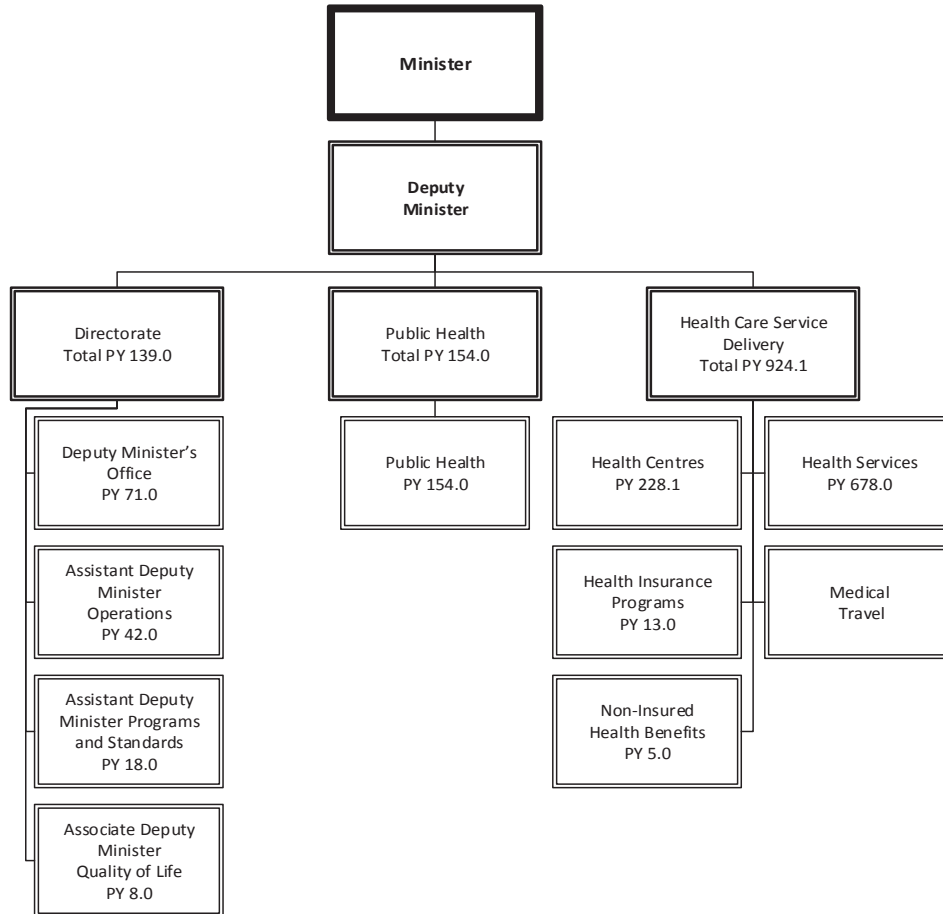 Minister
Deputy
Minister
Directorate
Total PY 139.0
Public Health
Total PY 154.0
Health Care Service
Delivery
Total PY 924.1
Deputy Minister’s
Office
PY 71.0
Assistant Deputy
Minister
Operations
PY 42.0
Assistant Deputy
Minister Programs
and Standards
PY 18.0
Associate Deputy
Minister
Quality of Life
PY 8.0
Public Health
PY 154.0
Health Centres
PY 228.1
Health Services
PY 678.0
Health Insurance
Programs
PY 13.0
Medical
Travel
Non-Insured
Health Benefits
PY 5.0